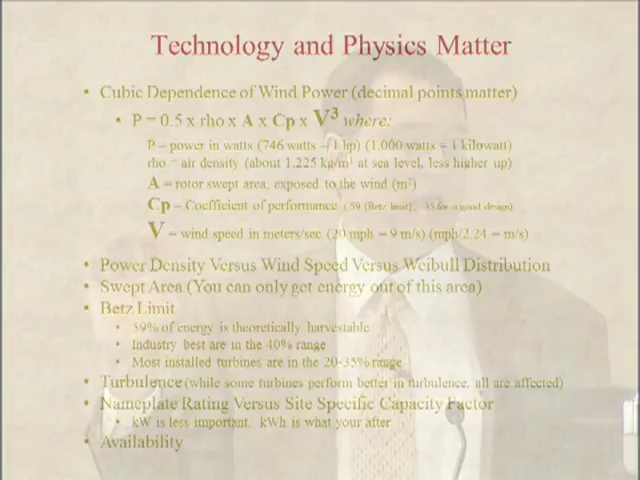 Technology and Physics Matter
• Cubic Dependence of Wind Power (decimal points matter)
• P = 0.5 x rho x A x Cp x V³ where:
P – power in watts (746 watts = 1 hp) (1,000 watts = 1 kilowatt)
rho = air density (about 1.225 kg/m³ at sea level, less higher up)
A = rotor swept area, exposed to the wind (m²)
Cp = Coefficient of performance (.59 {Betz limit}, .35 for a good design)
V = wind speed in meters/sec (20 mph = 9 m/s) (mph/2.24 = m/s)
• Power Density Versus Wind Speed Versus Weibull Distribution
• Swept Area (You can only get energy out of this area)
• Betz Limit
• 59% of energy is theoretically harvestable
• Industry best are in the 40% range
• Most installed turbines are in the 20-35% range
• Turbulence (while some turbines perform better in turbulence, all are affected)
• Nameplate Rating Versus Site Specific Capacity Factor
• kW is less important. kWh is what your after
• Availability